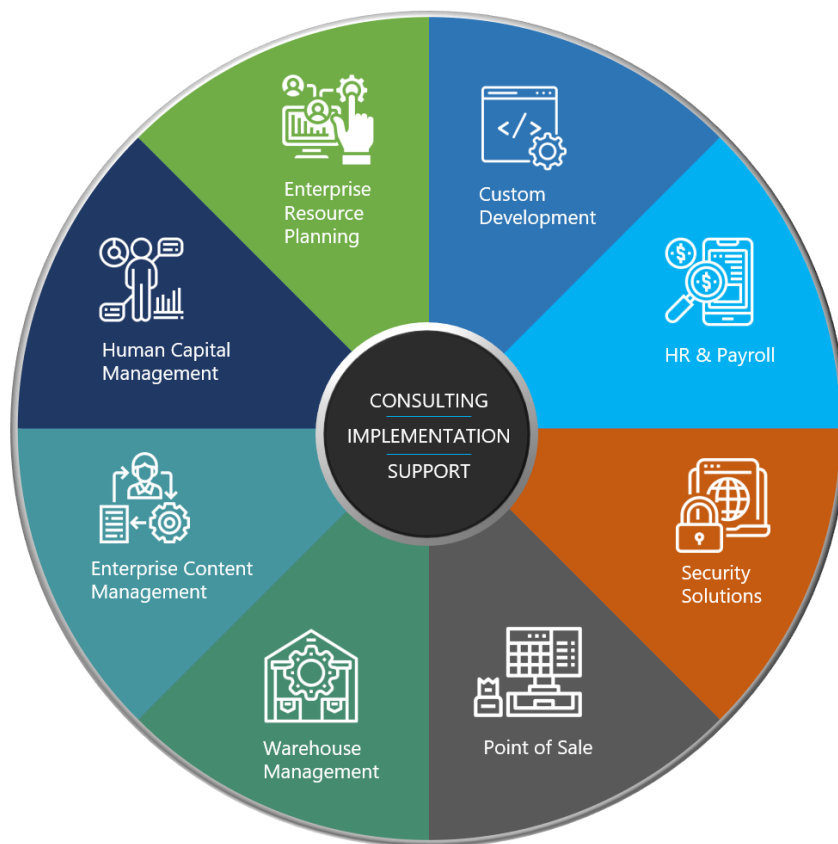 Enterprise
Resource
Planning
Custom
Development
Human Capital
Management
HR & Payroll
CONSULTING
IMPLEMENTATION
SUPPORT
Enterprise Content
Management
Security
Solutions
Warehouse
Management
Point of Sale